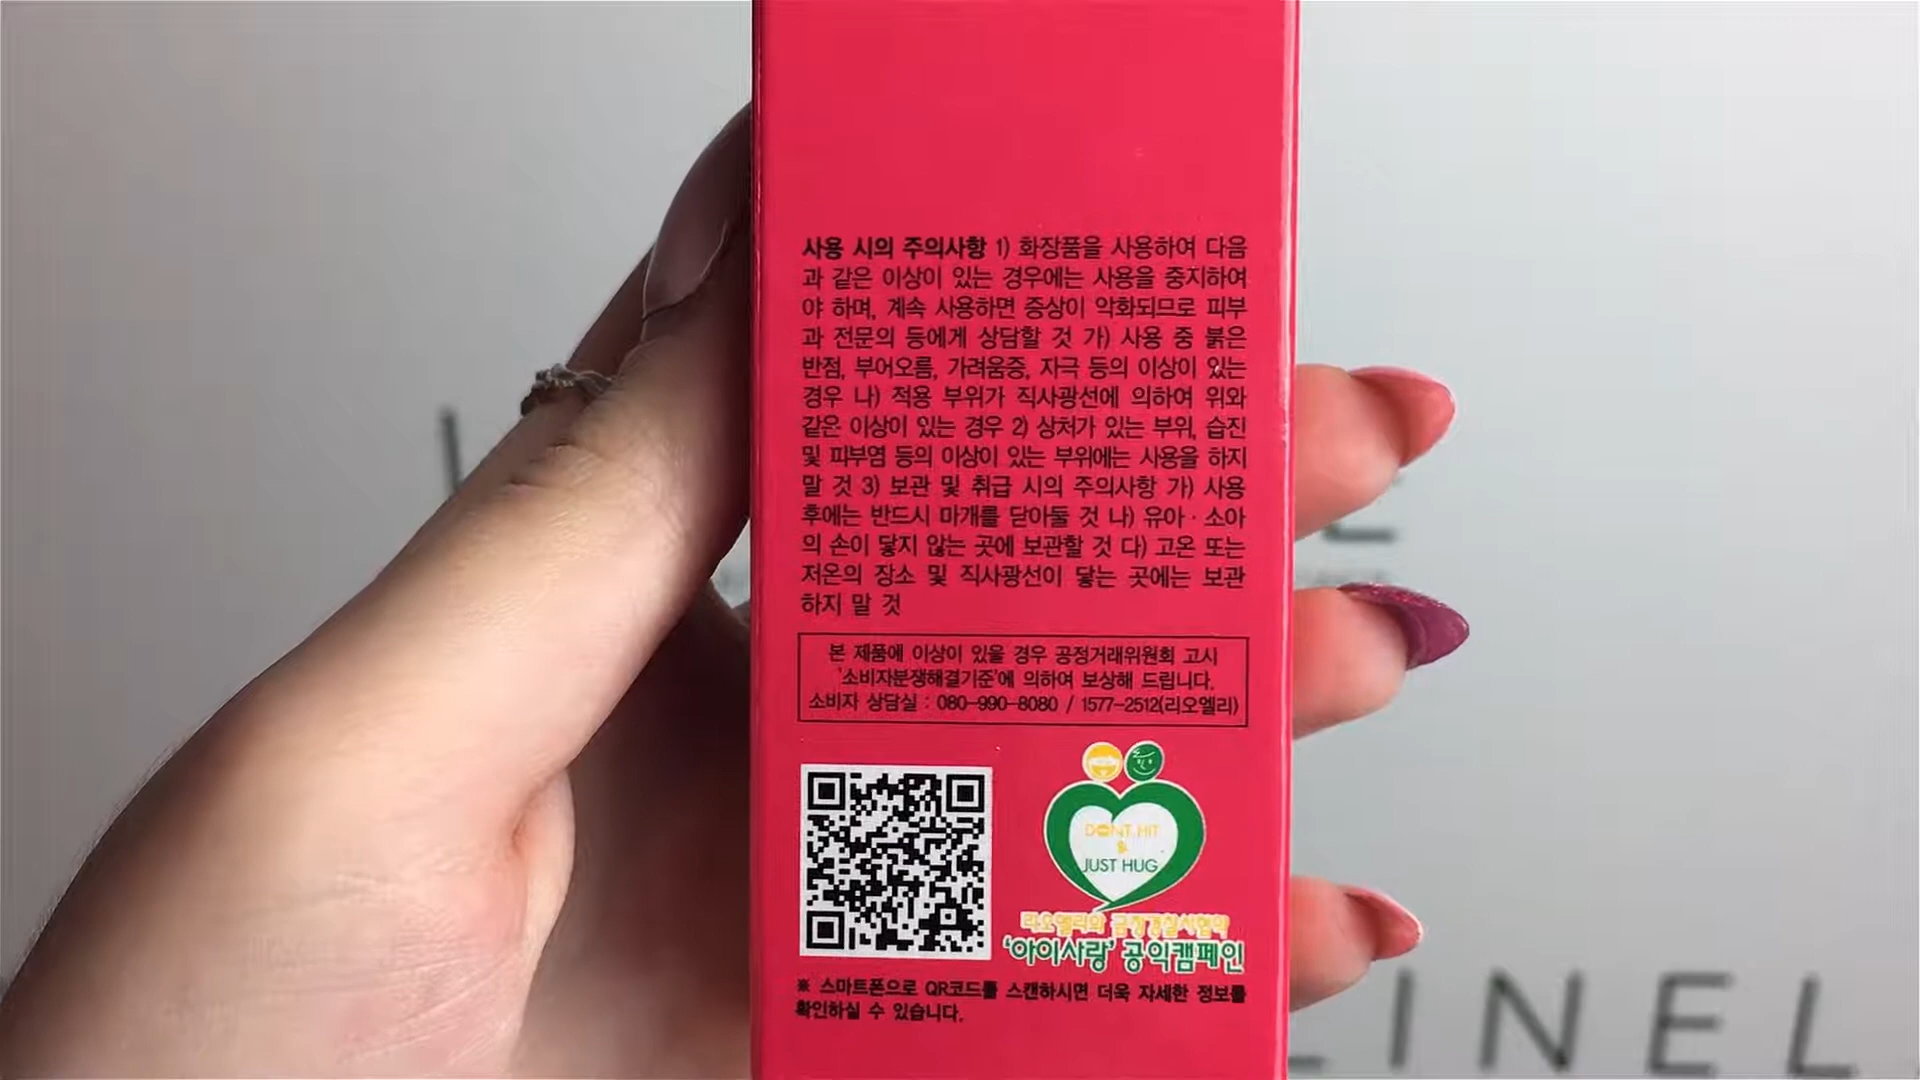 사용 시의 주의사항 1) 화장품을 사용하여 다음
과 같은 이상이 있는 경우에는 사용을 중지하여
야 하며, 계속 사용하면 증상이 악화되므로 피부
과 전문의 등에게 상담할 것 가) 사용 중 붉은
반점, 부어오름, 가려움증, 자극 등의 이상이 있는
경우 나) 적용 부위가 직사광선에 의하여 위와
같은 이상이 있는 경우 2) 상처가 있는 부위, 습진
및 피부염 등의 이상이 있는 부위에는 사용을 하지
말 것 3) 보관 및 취급 시의 주의사항 가) 사용
후에는 반드시 마개를 닫아둘 것 나) 유아·소아
의 손이 닿지 않는 곳에 보관할 것 다) 고온 또는
저온의 장소 및 직사광선이 닿는 곳에는 보관
하지 말 것
본 제품에 이상이 있을 경우 공정거래위원회 고시
'소비자분쟁해결기준'에 의하여 보상해 드립니다.
소비자 상담실 : 080-990-8080 / 1577-2512(리오엘리)
DONT HIT
&
JUST HUG
리오엘리와 금정경찰서협약
'아이사랑' 공익캠페인
※ 스마트폰으로 QR코드를 스캔하시면 더욱 자세한 정보를
확인하실 수 있습니다.
INEL